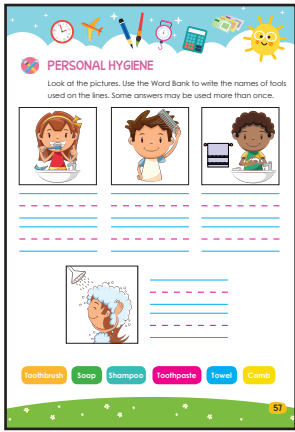 PERSONAL HYGIENE
Look at the pictures. Use the Word Bank to write the names of tools
used on the lines. Some answers may be used more than once.
Toothbrush Soap Shampoo Toothpaste Towel Comb
57